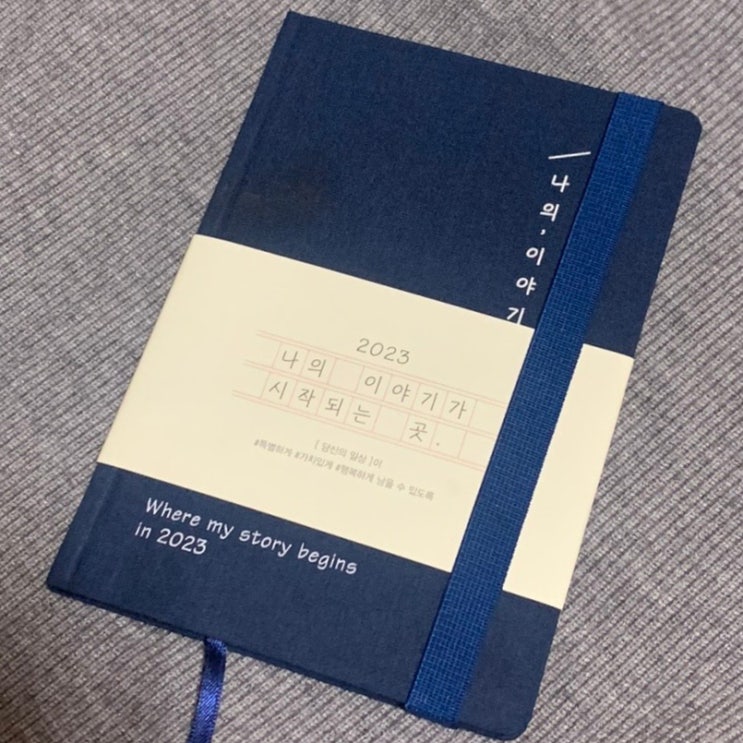 나의, 이야기
2023
나의 이야기가
시작되는 곳.
[ 당신의 일상 ]이
#특별하게 #가치있게 #행복하게 남을 수 있도록
Where my story begins
in 2023